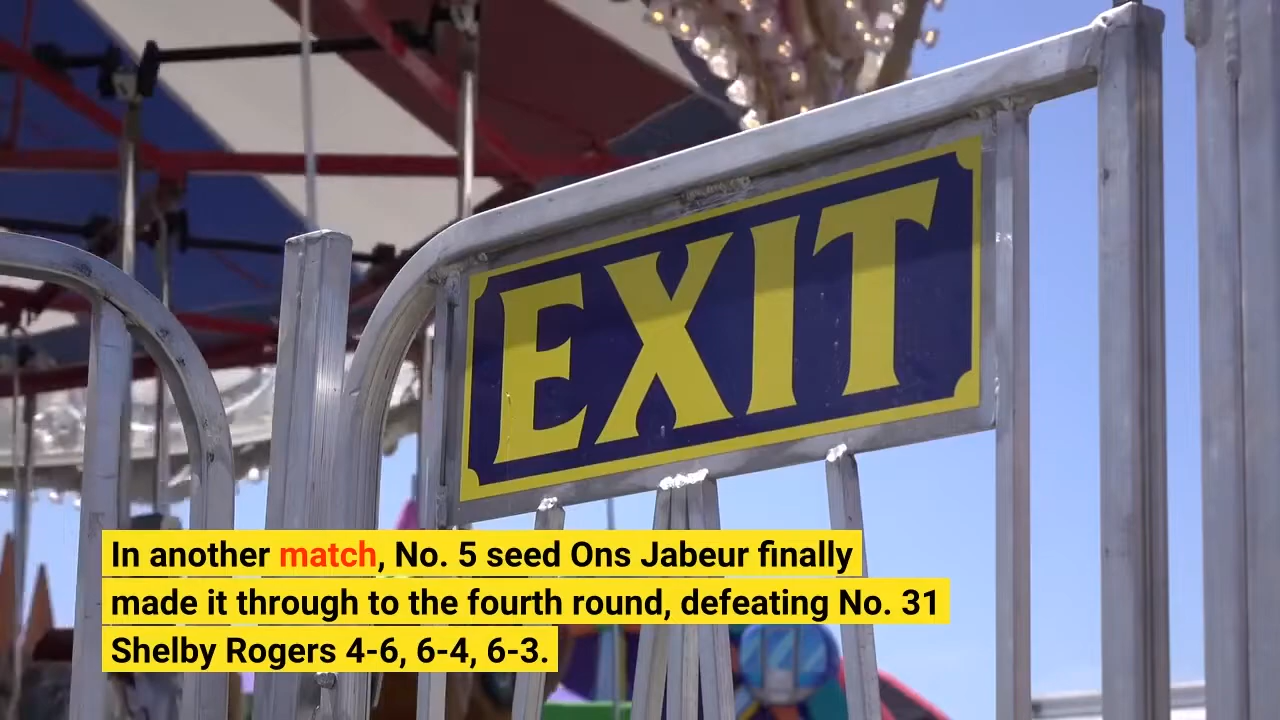 EXIT
In another match, No. 5 seed Ons Jabeur finally
made it through to the fourth round, defeating No. 31
Shelby Rogers 4-6, 6-4, 6-3.